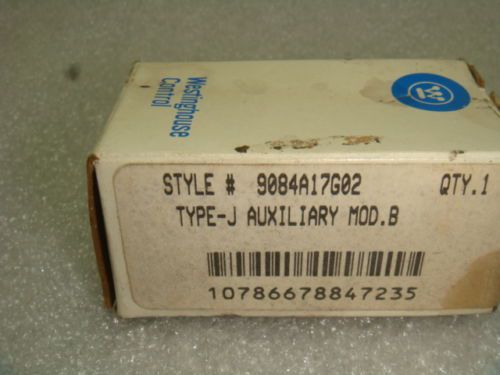 Westinghouse
Control
W
STYLE # 9084A17G02 QTY.1
TYPE-J AUXILIARY MOD.B
10786678847235